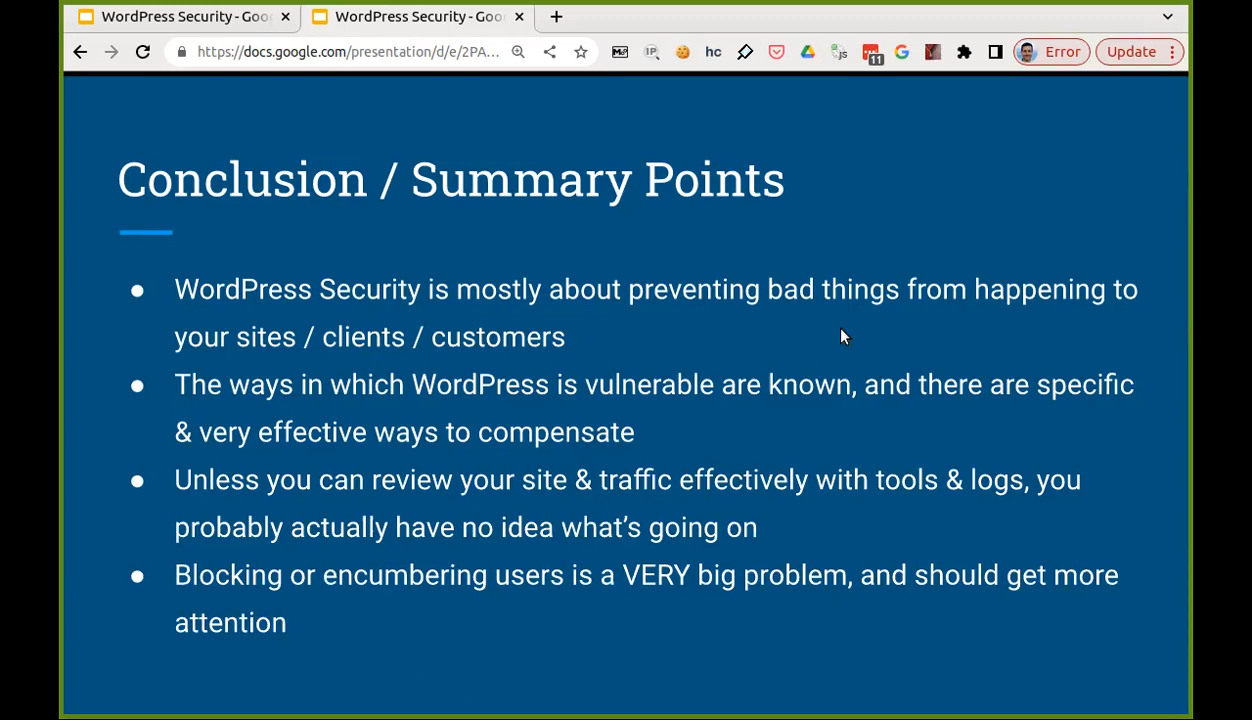 WordPress Security - Goo
WordPress Security - Goo
https://docs.google.com/presentation/d/e/2PA...
hc
IP
js
11
Error
Update
Conclusion / Summary Points
● WordPress Security is mostly about preventing bad things from happening to
your sites / clients / customers
● The ways in which WordPress is vulnerable are known, and there are specific
& very effective ways to compensate
● Unless you can review your site & traffic effectively with tools & logs, you
probably actually have no idea what's going on
● Blocking or encumbering users is a VERY big problem, and should get more
attention